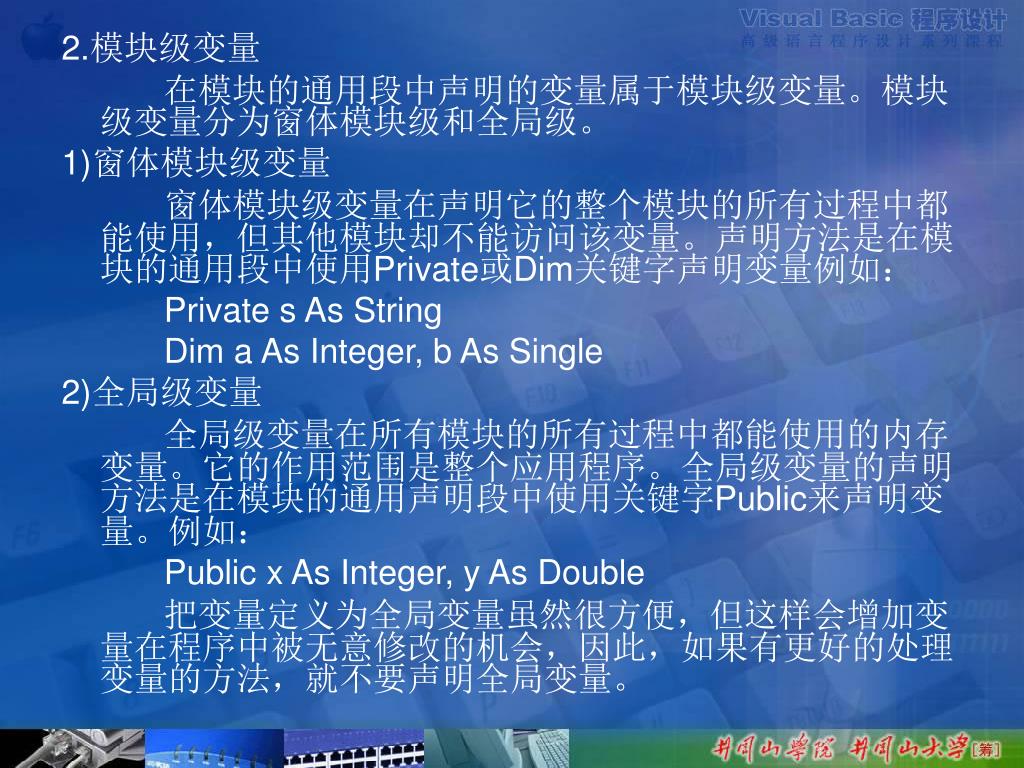 Visual Basic 程序设计
高级语言程序设计系列课程
2.模块级变量
在模块的通用段中声明的变量属于模块级变量。模块
级变量分为窗体模块级和全局级。
1)窗体模块级变量
窗体模块级变量在声明它的整个模块的所有过程中都
能使用，但其他模块却不能访问该变量。声明方法是在模
块的通用段中使用Private或Dim关键字声明变量例如：
Private s As String
Dim a As Integer, b As Single
2)全局级变量
全局级变量在所有模块的所有过程中都能使用的内存
变量。它的作用范围是整个应用程序。全局级变量的声明
方法是在模块的通用声明段中使用关键字Public来声明变
量。例如：
Public x As Integer, y As Double
把变量定义为全局变量虽然很方便，但这样会增加变
量在程序中被无意修改的机会，因此，如果有更好的处理
变量的方法，就不要声明全局变量。
井冈山学院 井冈山大学[筹]